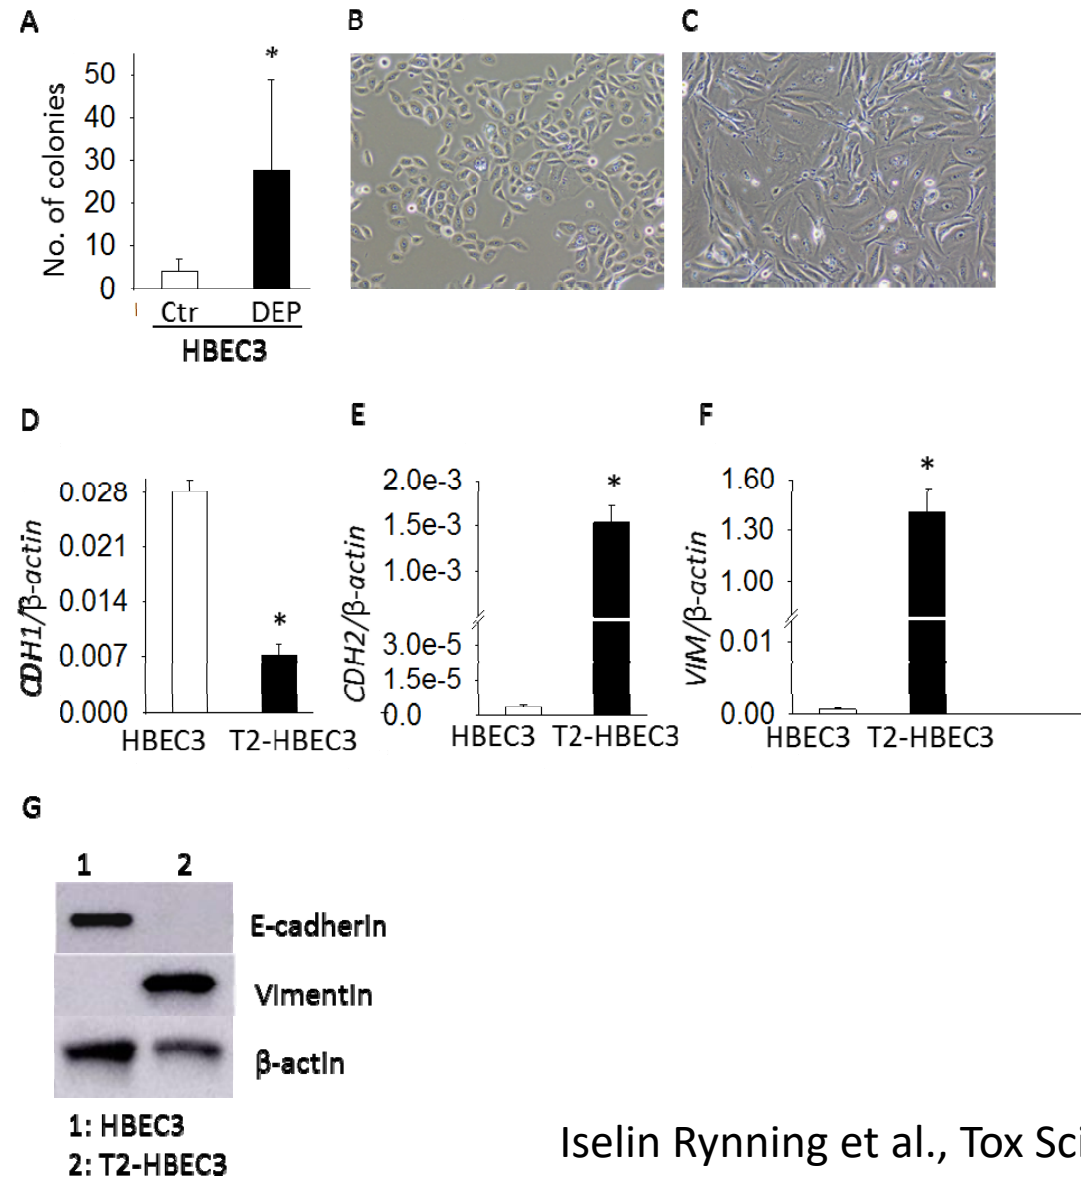 A
B
C
No. of colonies
50
40
30
20
10
0
*
Ctr DEP
HBEC3
D
E
F
CDH1/β-actin
0.028
0.021
0.014
0.007
0.000
*
HBEC3 T2-HBEC3
CDH2/β-actin
2.0e-3
1.5e-3
1.0e-3
3.0e-5
1.5e-5
0.0
*
HBEC3 T2-HBEC3
VIM/β-actin
1.60
1.30
1.00
0.01
0.00
*
HBEC3 T2-HBEC3
G
1 2
E-cadherin
Vimentin
β-actin
1: HBEC3
2: T2-HBEC3
Iselin Rynning et al., Tox Sci